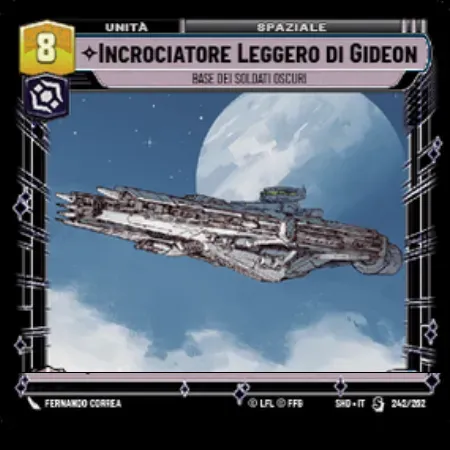 UNITÀ SPAZIALE
8
INCROCIATORE LEGGERO DI GIDEON
BASE DEI SOLDATI OSCURI
FERNANDO CORREA © LFL © FFG SHD • IT 242/262